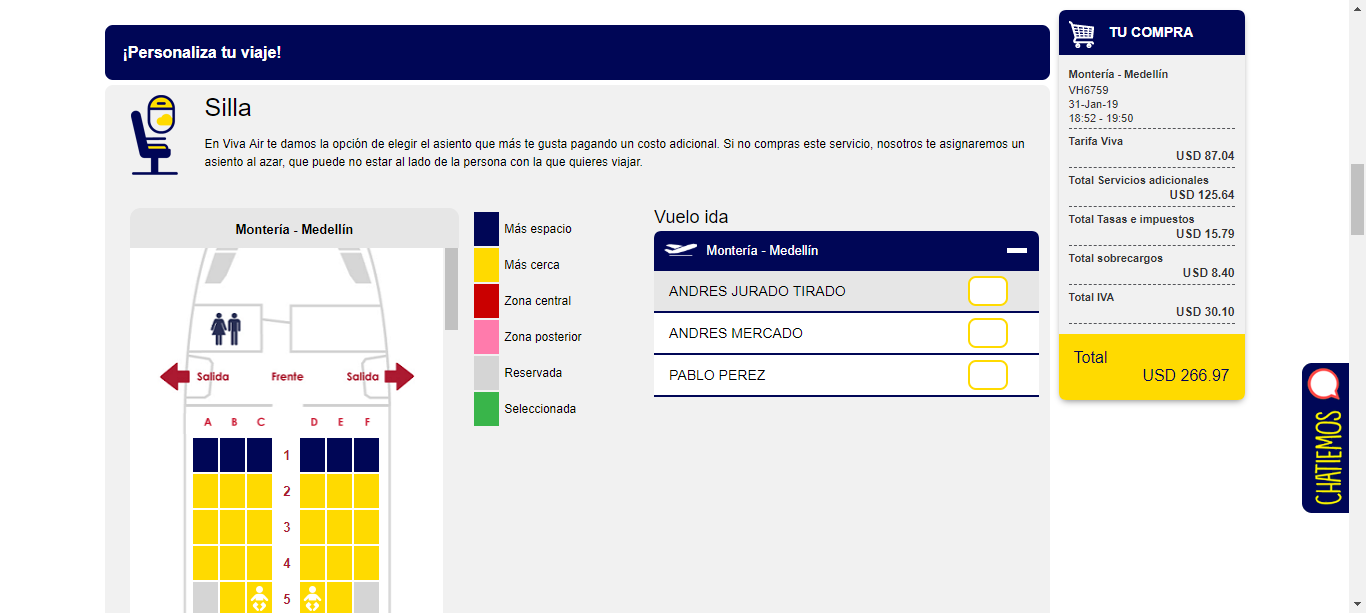 ¡Personaliza tu viaje!
Silla
En Viva Air te damos la opción de elegir el asiento que más te gusta pagando un costo adicional. Si no compras este servicio, nosotros te asignaremos un
asiento al azar, que puede no estar al lado de la persona con la que quieres viajar.
Montería - Medellín
Salida Frente Salida
A B C D E F
1
2
3
4
5
Más espacio
Más cerca
Zona central
Zona posterior
Reservada
Seleccionada
Vuelo ida
Montería - Medellín
ANDRES JURADO TIRADO
ANDRES MERCADO
PABLO PEREZ
TU COMPRA
Montería - Medellín
VH6759
31-Jan-19
18:52 - 19:50
Tarifa Viva
USD 87.04
Total Servicios adicionales
USD 125.64
Total Tasas e impuestos
USD 15.79
Total sobrecargos
USD 8.40
Total IVA
USD 30.10
Total
USD 266.97
CHATIEMOS